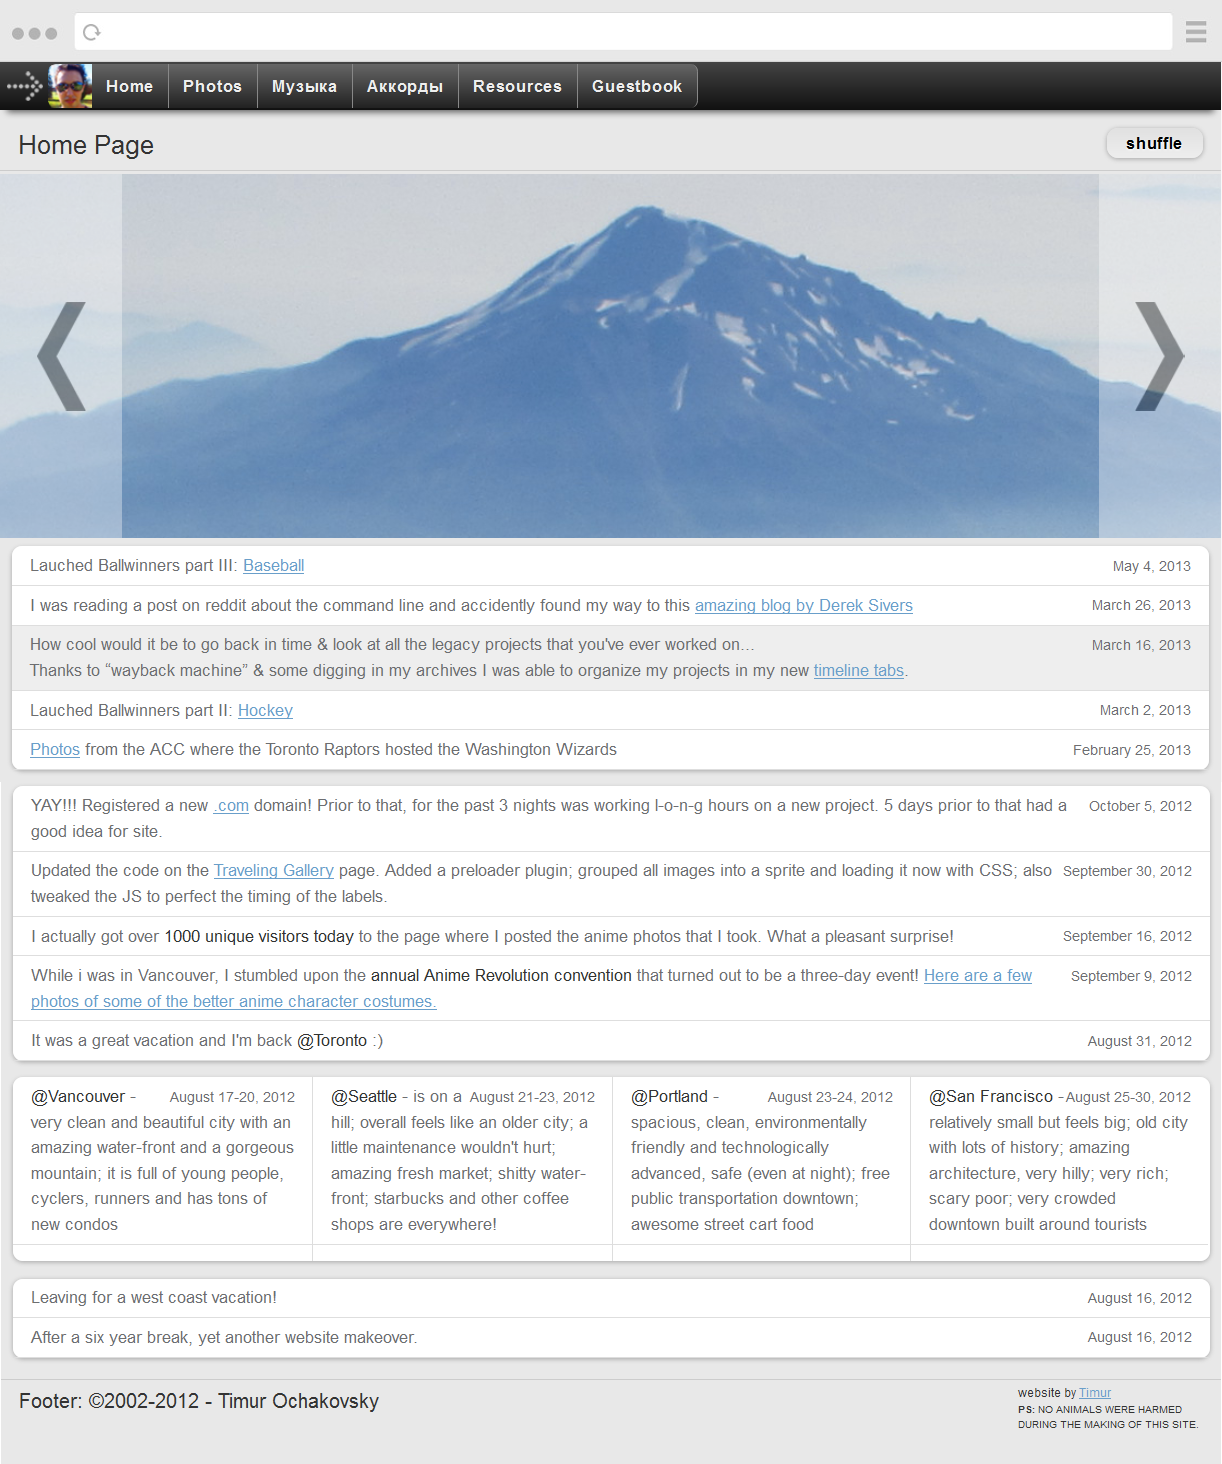 Home Photos Музыка Аккорды Resources Guestbook
Home Page
shuffle
Lauched Ballwinners part III: Baseball May 4, 2013
I was reading a post on reddit about the command line and accidently found my way to this amazing blog by Derek Sivers March 26, 2013
How cool would it be to go back in time & look at all the legacy projects that you've ever worked on... March 16, 2013
Thanks to “wayback machine” & some digging in my archives I was able to organize my projects in my new timeline tabs.
Lauched Ballwinners part II: Hockey March 2, 2013
Photos from the ACC where the Toronto Raptors hosted the Washington Wizards February 25, 2013
YAY!!! Registered a new .com domain! Prior to that, for the past 3 nights was working l-o-n-g hours on a new project. 5 days prior to that had a October 5, 2012
good idea for site.
Updated the code on the Traveling Gallery page. Added a preloader plugin; grouped all images into a sprite and loading it now with CSS; also September 30, 2012
tweaked the JS to perfect the timing of the labels.
I actually got over 1000 unique visitors today to the page where I posted the anime photos that I took. What a pleasant surprise! September 16, 2012
While i was in Vancouver, I stumbled upon the annual Anime Revolution convention that turned out to be a three-day event! Here are a few September 9, 2012
photos of some of the better anime character costumes.
It was a great vacation and I'm back @Toronto :) August 31, 2012
@Vancouver - August 17-20, 2012
very clean and beautiful city with an
amazing water-front and a gorgeous
mountain; it is full of young people,
cyclers, runners and has tons of
new condos
@Seattle - is on a August 21-23, 2012
hill; overall feels like an older city; a
little maintenance wouldn't hurt;
amazing fresh market; shitty water-
front; starbucks and other coffee
shops are everywhere!
@Portland - August 23-24, 2012
spacious, clean, environmentally
friendly and technologically
advanced, safe (even at night); free
public transportation downtown;
awesome street cart food
@San Francisco - August 25-30, 2012
relatively small but feels big; old city
with lots of history; amazing
architecture, very hilly; very rich;
scary poor; very crowded
downtown built around tourists
Leaving for a west coast vacation! August 16, 2012
After a six year break, yet another website makeover. August 16, 2012
Footer: ©2002-2012 - Timur Ochakovsky
website by Timur
PS: NO ANIMALS WERE HARMED
DURING THE MAKING OF THIS SITE.